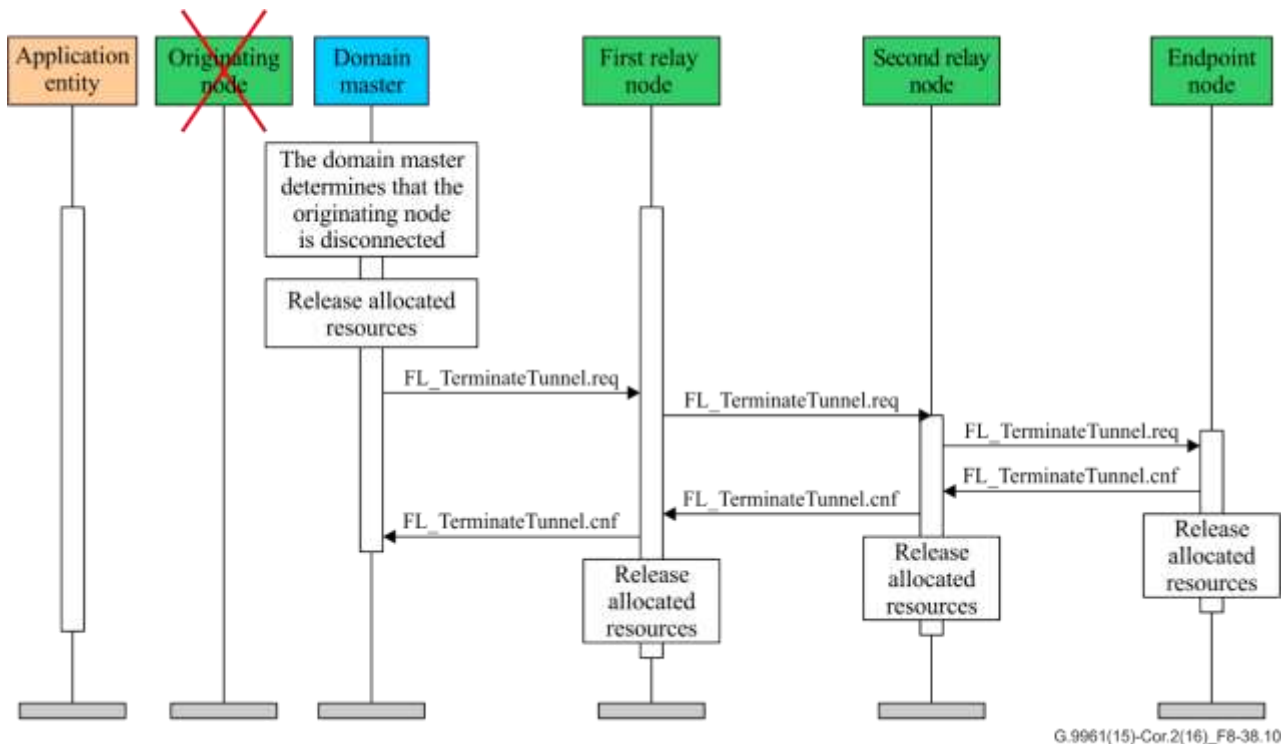 Application
entity
Originating
node
Domain
master
First relay
node
Second relay
node
Endpoint
node
The domain master
determines that the
originating node
is disconnected
Release allocated
resources
FL_TerminateTunnel.req
FL_TerminateTunnel.req
FL_TerminateTunnel.req
FL_TerminateTunnel.cnf
FL_TerminateTunnel.cnf
FL_TerminateTunnel.cnf
Release
allocated
resources
Release
allocated
resources
Release
allocated
resources
G.9961(15)-Cor.2(16)_F8-38.10